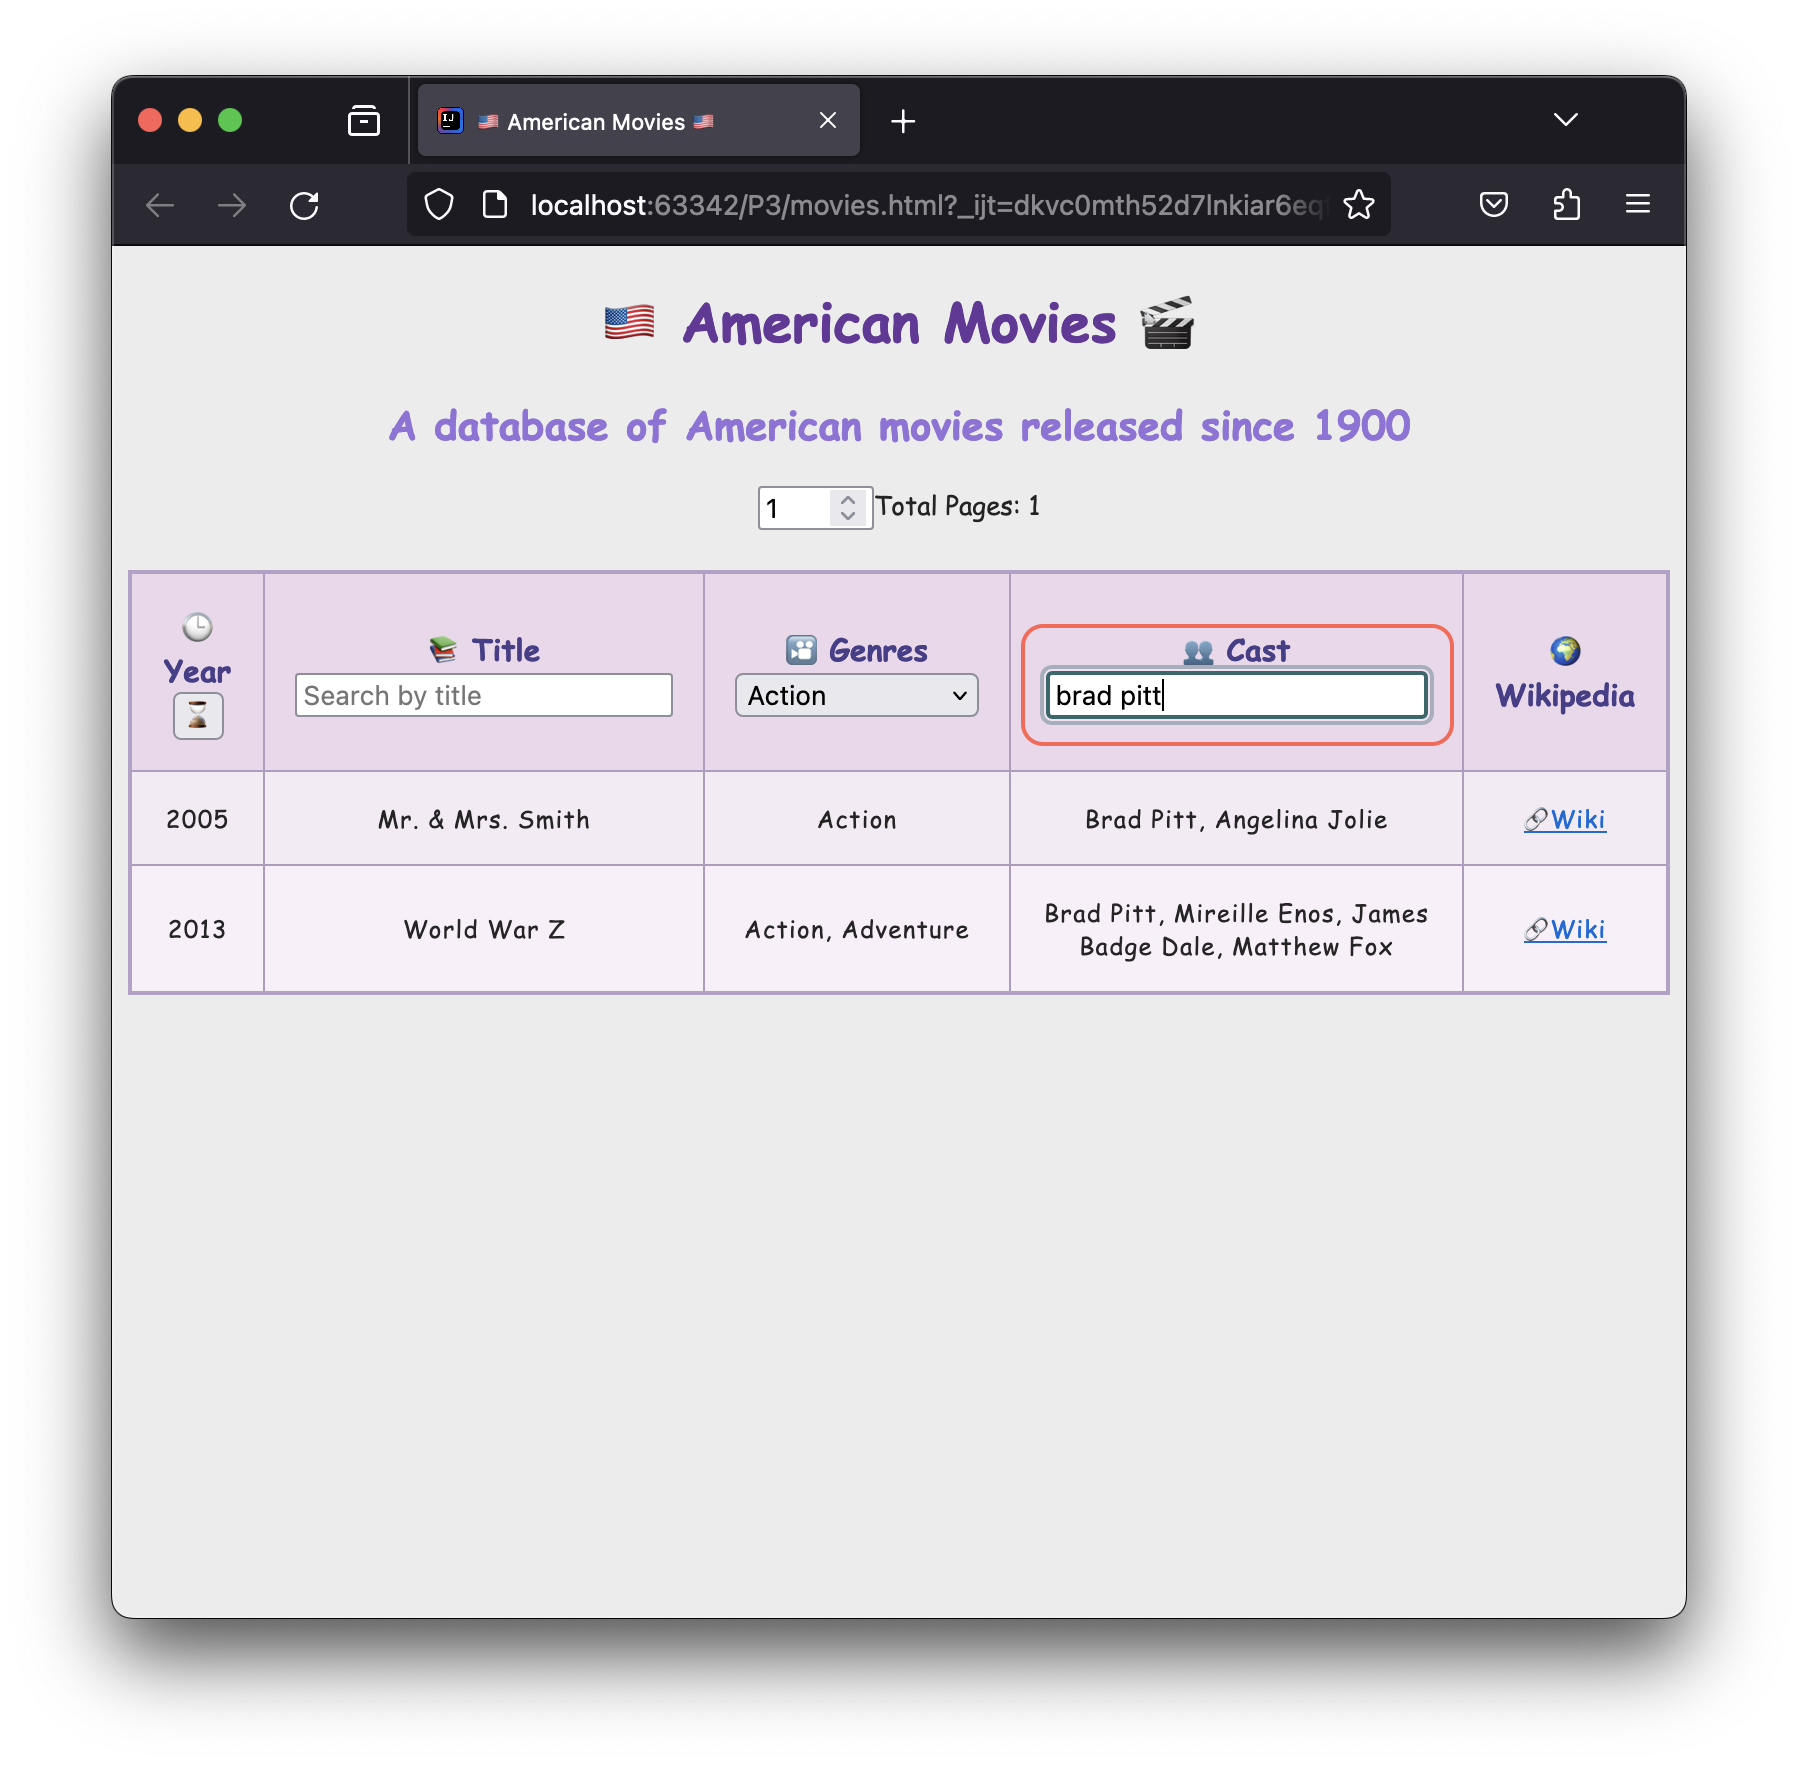 American Movies
localhost:63342/P3/movies.html?_ijt=dkvc0mth52d7lnkiar6eq
American Movies
A database of American movies released since 1900
1 Total Pages: 1
Year
Title
Search by title
Genres
Action
Cast
brad pitt
Wikipedia
2005 Mr. & Mrs. Smith Action Brad Pitt, Angelina Jolie Wiki
2013 World War Z Action, Adventure Brad Pitt, Mireille Enos, James
Badge Dale, Matthew Fox Wiki